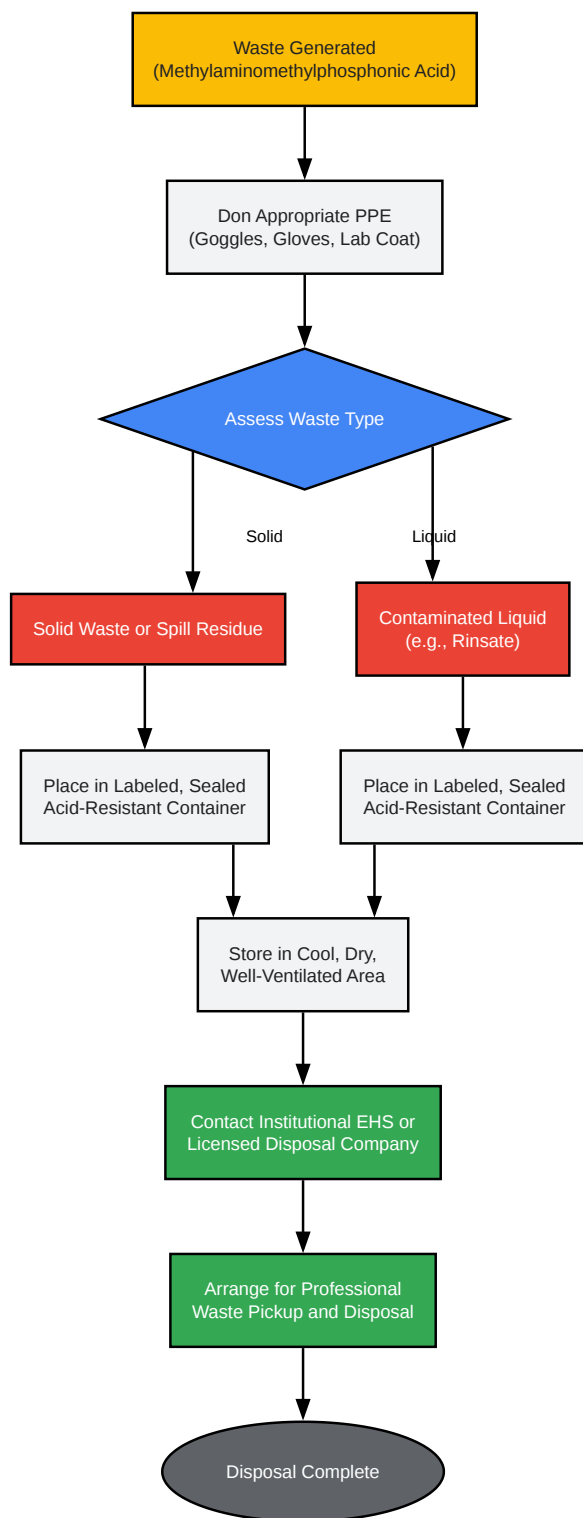 Waste Generated
(Methylaminomethylphosphonic Acid)
Don Appropriate PPE
(Goggles, Gloves, Lab Coat)
Assess Waste Type
Solid
Liquid
Solid Waste or Spill Residue
Contaminated Liquid
(e.g., Rinsate)
Place in Labeled, Sealed
Acid-Resistant Container
Place in Labeled, Sealed
Acid-Resistant Container
Store in Cool, Dry,
Well-Ventilated Area
Contact Institutional EHS or
Licensed Disposal Company
Arrange for Professional
Waste Pickup and Disposal
Disposal Complete